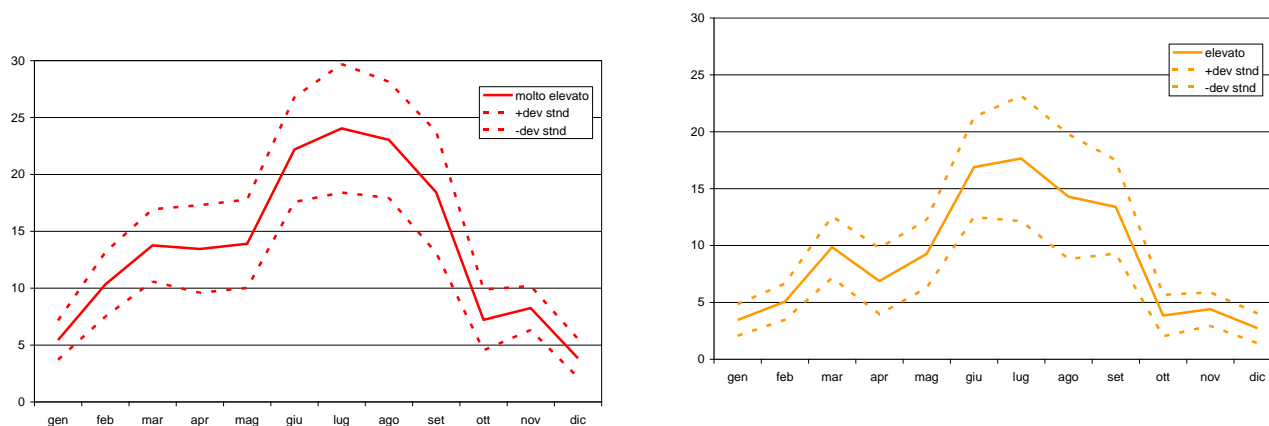 30
25
20
15
10
5
0
molto elevato
+dev stnd
-dev stnd
gen feb mar apr mag giu lug ago set ott nov dic
30
25
20
15
10
5
0
elevato
+dev stnd
-dev stnd
gen feb mar apr mag giu lug ago set ott nov dic